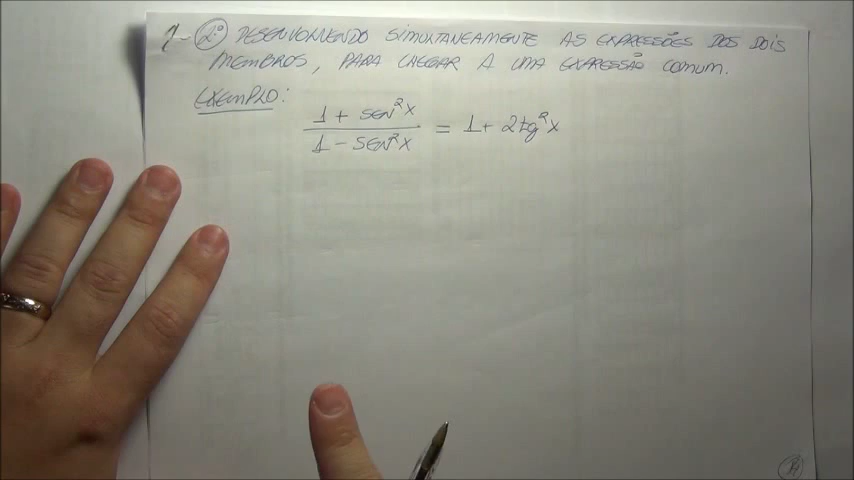 1- 2º DESENVOLVENDO SIMULTANEAMENTE AS EXPRESSÕES DOS DOIS
MEMBROS, PARA CHEGAR A UMA EXPRESSÃO COMUM.
EXEMPLO:
1 + SEN²X
1 - SEN²X = 1 + 2tg²X